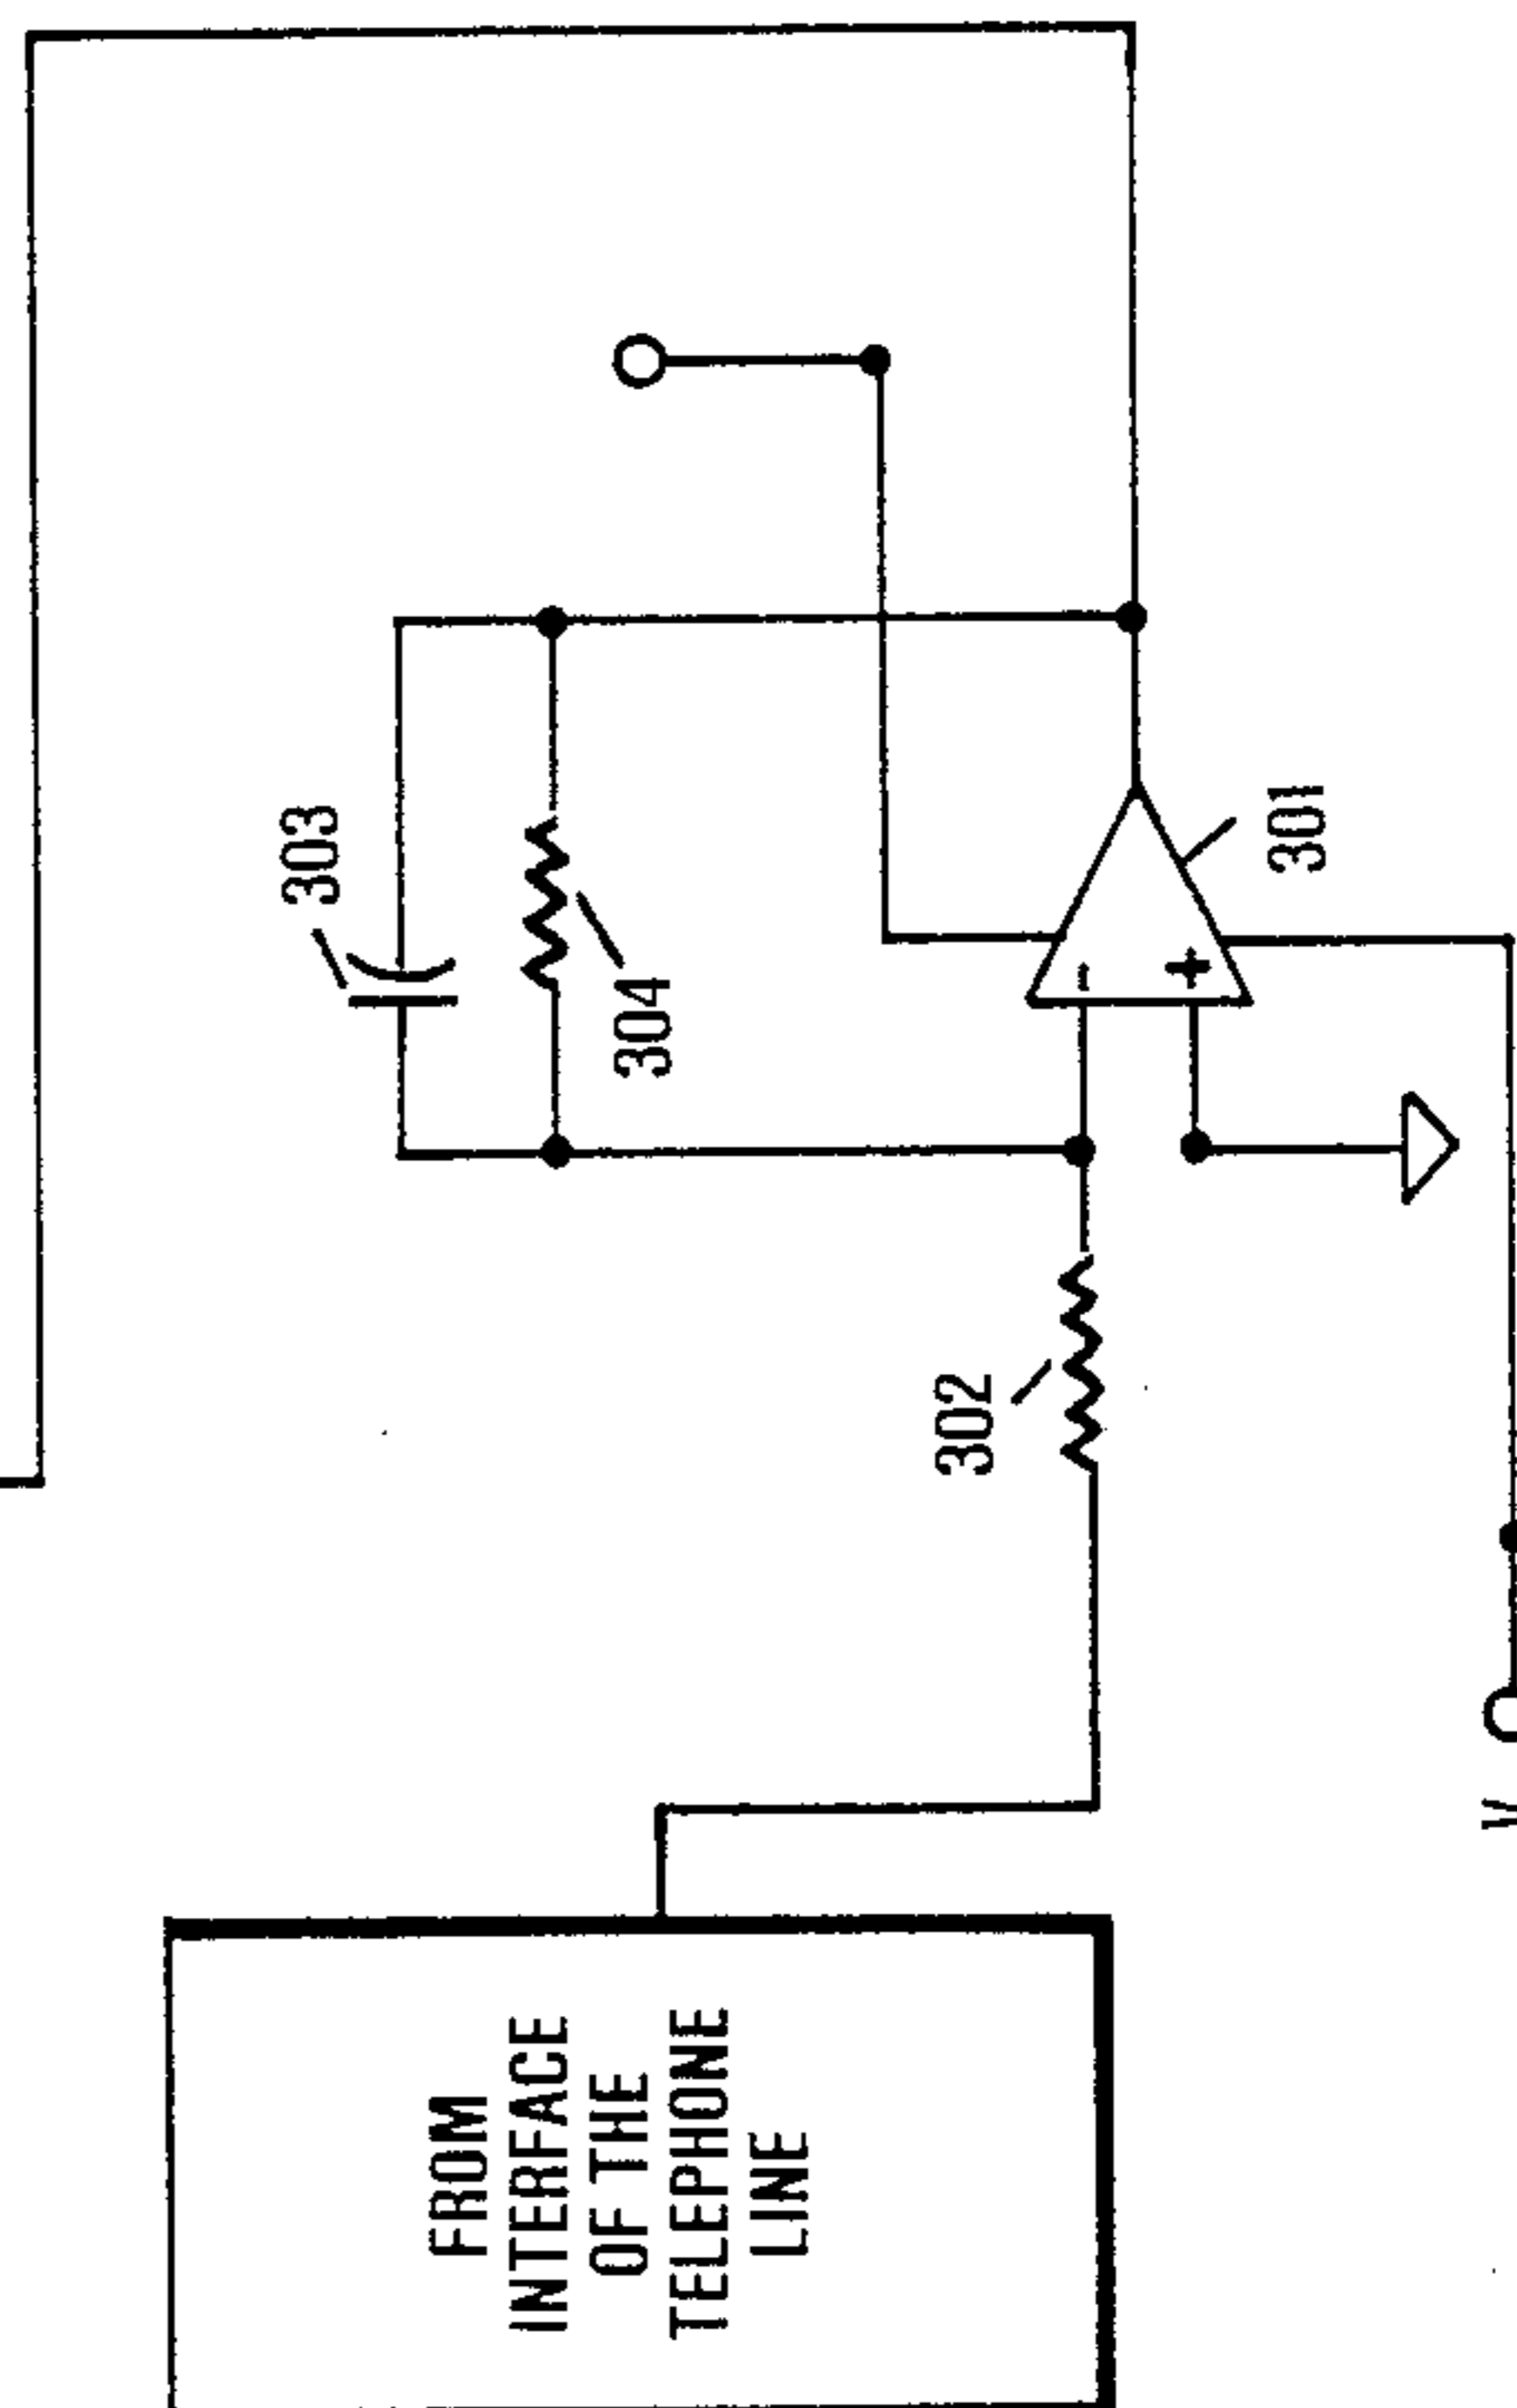 303
304
301
302
FROM
INTERFACE
OF THE
TELEPHONE
LINE
-
+